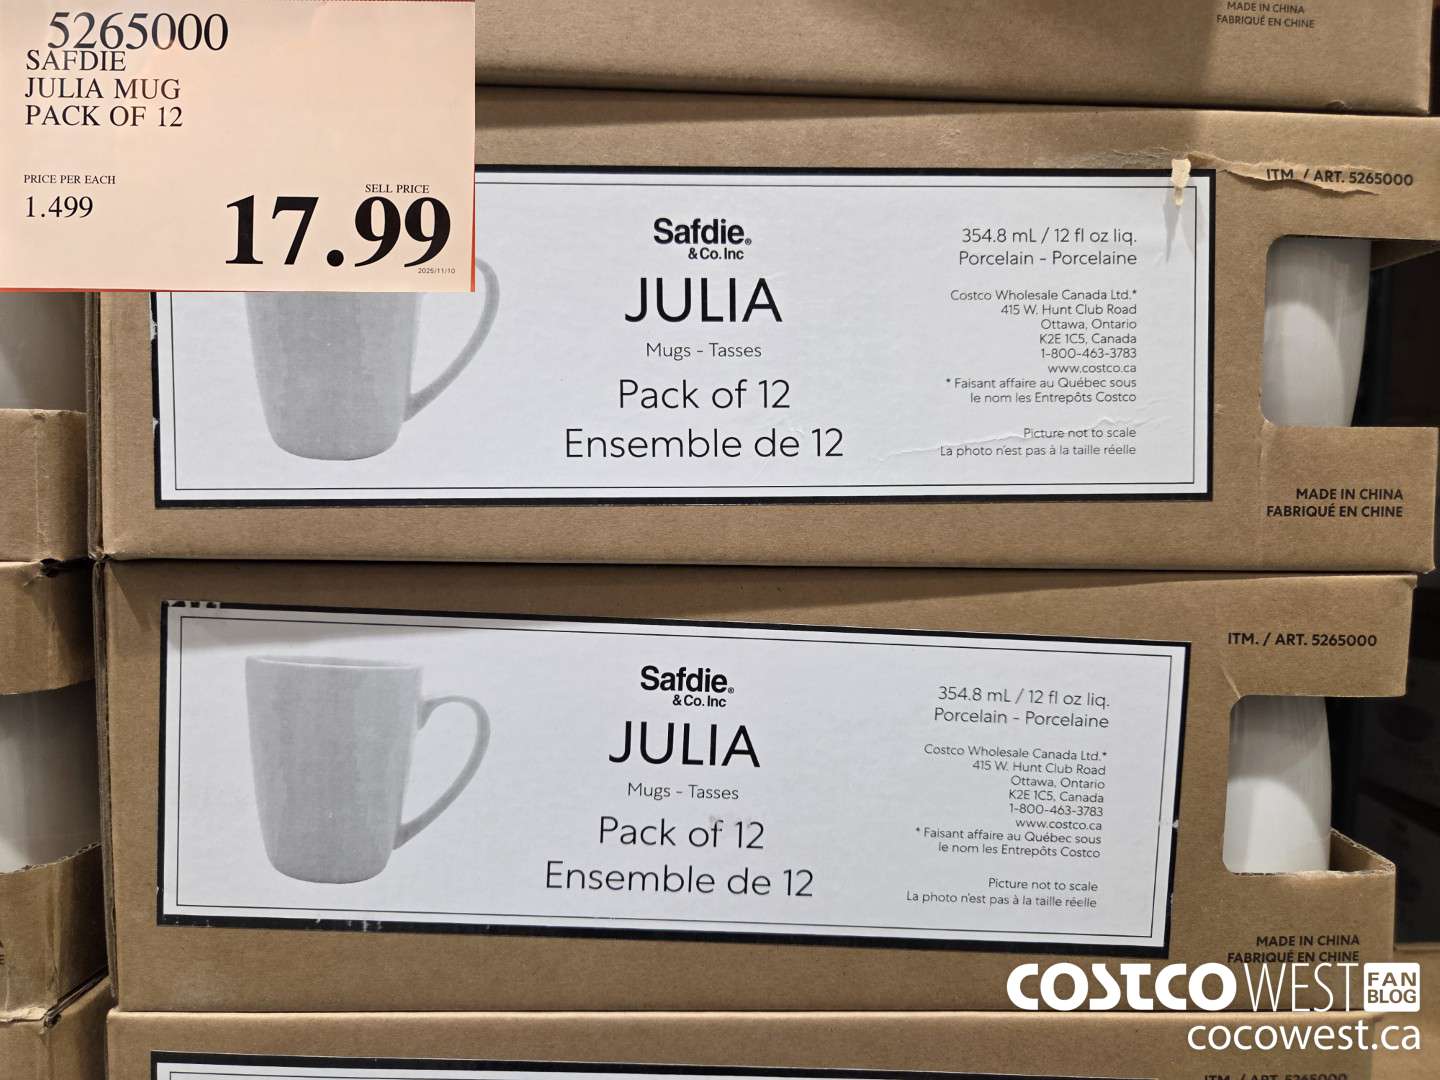 5265000
SAFDIE
JULIA MUG
PACK OF 12
PRICE PER EACH
1.499
SELL PRICE
17.99
2025/11/10
MADE IN CHINA
FABRIQUÉ EN CHINE
ITM. / ART. 5265000
Safdie®
& Co. Inc
JULIA
Mugs - Tasses
Pack of 12
Ensemble de 12
354.8 mL / 12 fl oz liq.
Porcelain - Porcelaine
Costco Wholesale Canada Ltd.*
415 W. Hunt Club Road
Ottawa, Ontario
K2E 1C5, Canada
1-800-463-3783
www.costco.ca
* Faisant affaire au Québec sous
le nom les Entrepôts Costco
Picture not to scale
La photo n'est pas à la taille réelle
MADE IN CHINA
FABRIQUÉ EN CHINE
ITM. / ART. 5265000
Safdie®
& Co. Inc
JULIA
Mugs - Tasses
Pack of 12
Ensemble de 12
354.8 mL / 12 fl oz liq.
Porcelain - Porcelaine
Costco Wholesale Canada Ltd.*
415 W. Hunt Club Road
Ottawa, Ontario
K2E 1C5, Canada
1-800-463-3783
www.costco.ca
* Faisant affaire au Québec sous
le nom les Entrepôts Costco
Picture not to scale
La photo n'est pas à la taille réelle
MADE IN CHINA
FABRIQUÉ EN CHINE
COSTCO WEST FAN BLOG
cocowest.ca
ITM. / ART. 5265000